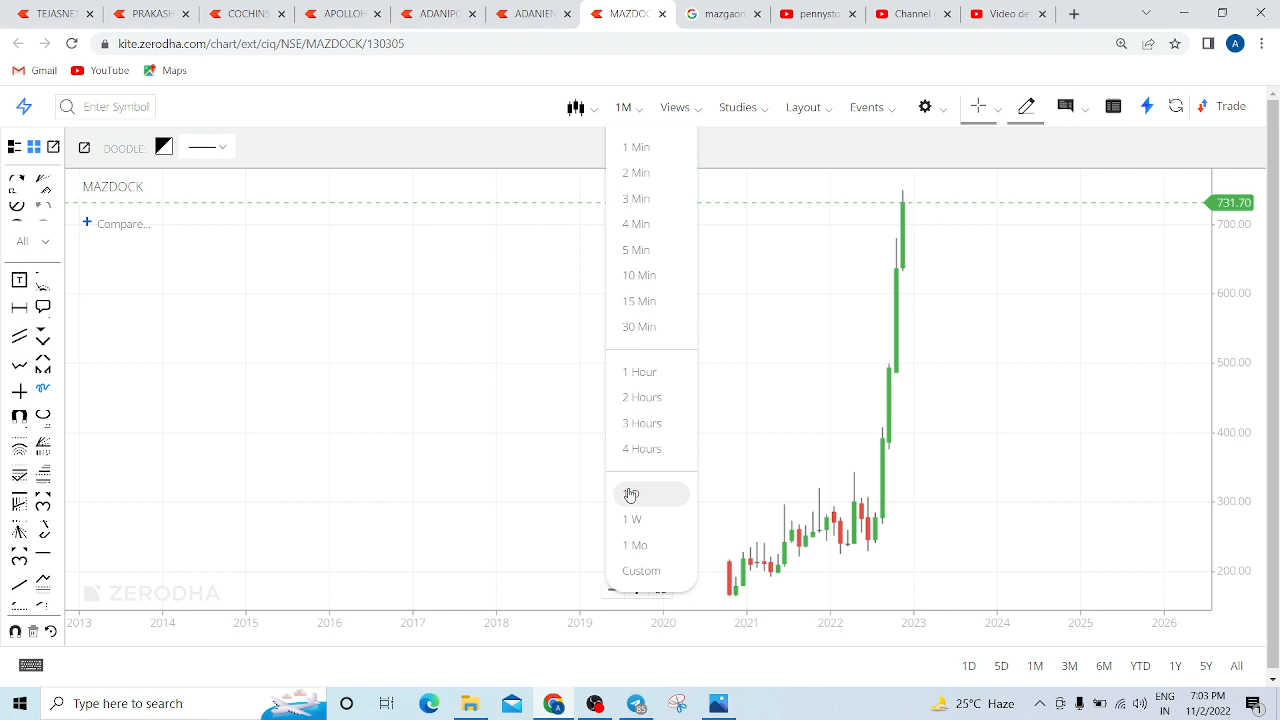 TEJASNE
PRAKASH
COCHINS
APOLLOH
ADANIPO
ADANIEN
MAZDOC
mazgaon
pennysto
Channel
Video de
kite.zerodha.com/chart/ext/ciq/NSE/MAZDOCK/130305
A
Gmail YouTube Maps
Enter Symbol
1M Views Studies Layout Events Trade
DOODLE:
MAZDOCK
Compare...
All
T
1 Min
2 Min
3 Min
4 Min
5 Min
10 Min
15 Min
30 Min
1 Hour
2 Hours
3 Hours
4 Hours
1 W
1 Mo
Custom
731.70
700.00
600.00
500.00
400.00
300.00
200.00
ZERODHA
2013 2014 2015 2016 2017 2018 2019 2020 2021 2022 2023 2024 2025 2026
1D 5D 1M 3M 6M YTD 1Y 5Y All
Type here to search
25°C Haze
ENG
IN
7:03 PM
11/2/2022